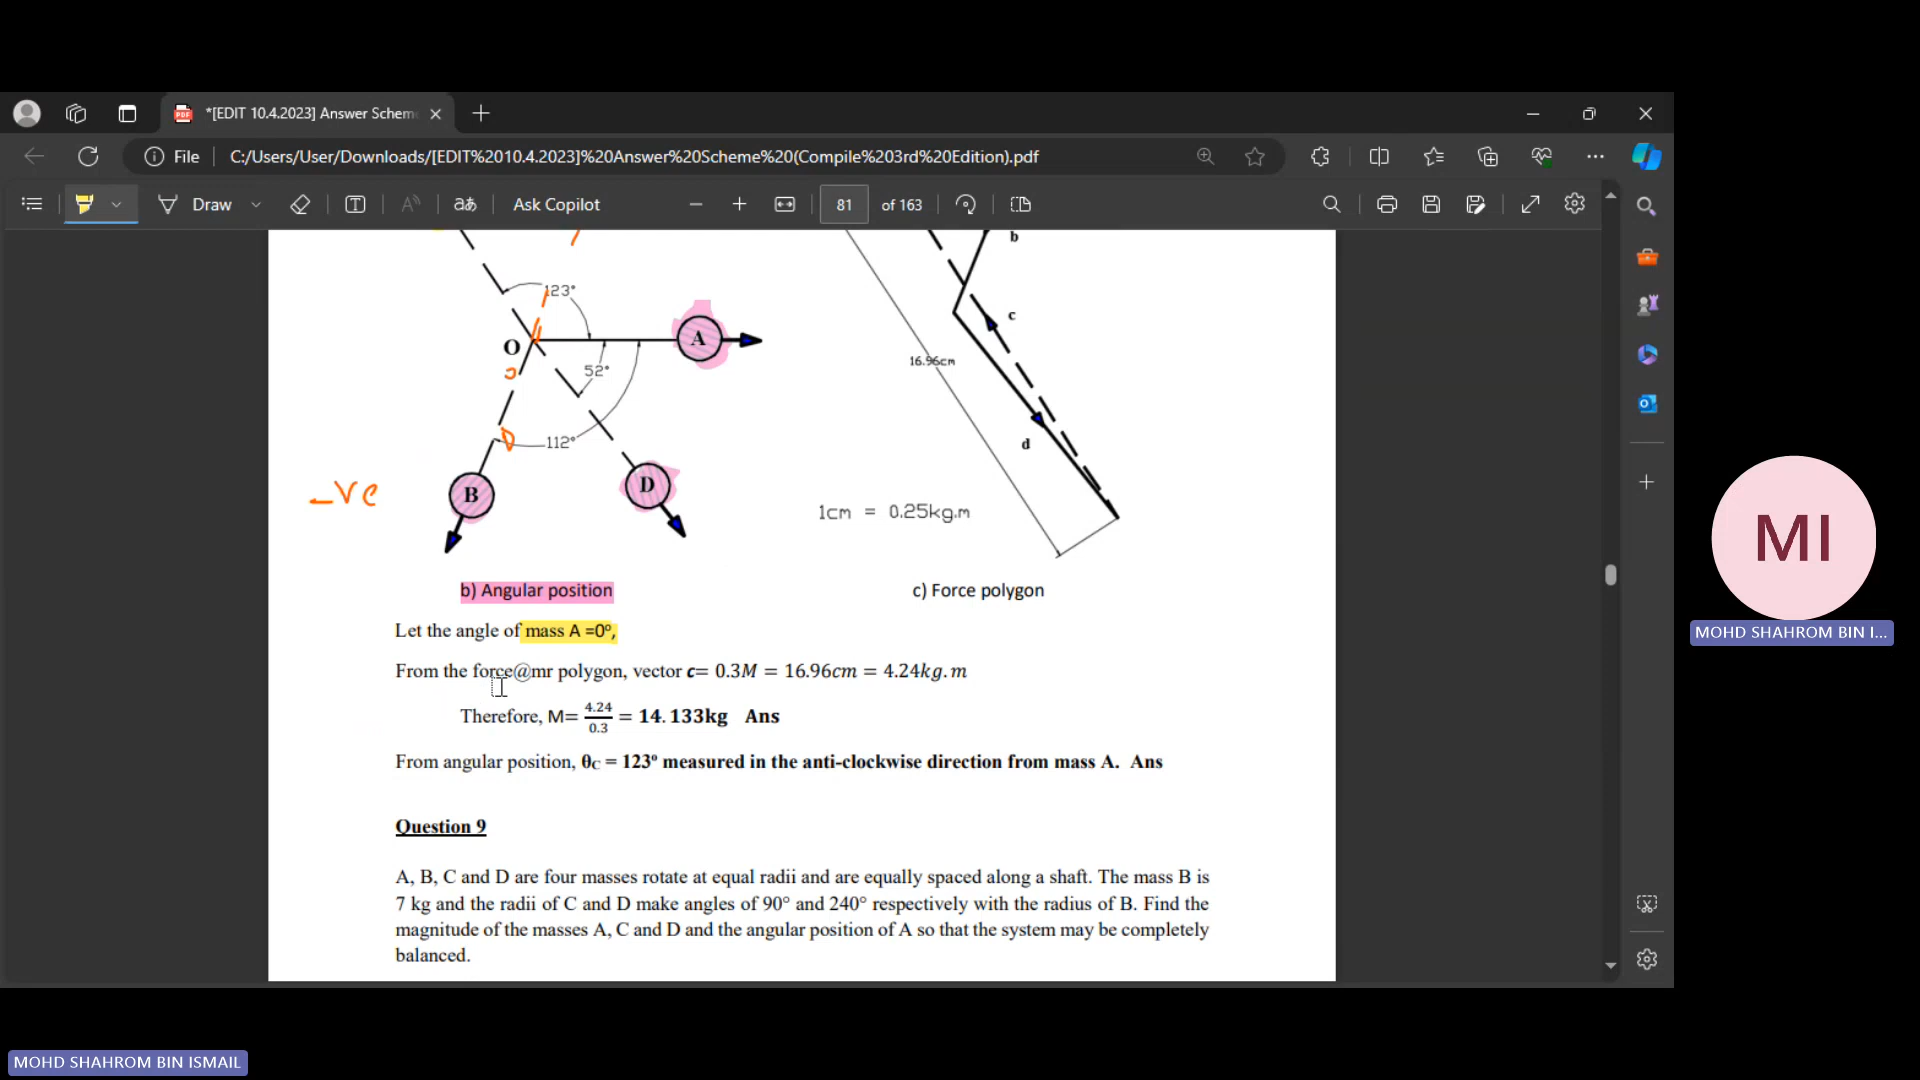 *[EDIT 10.4.2023] Answer Schem
File
C:/Users/User/Downloads/[EDIT%2010.4.2023]%20Answer%20Scheme%20(Compile%203rd%20Edition).pdf
Draw
aあ
Ask Copilot
81
of 163
123°
O
A
52°
112°
B
D
-ve
b
c
16.96cm
d
1cm = 0.25kg.m
b) Angular position
c) Force polygon
Let the angle of mass A =0º,
From the force@mr polygon, vector c= 0.3M = 16.96cm = 4.24kg.m
Therefore, M= 4.24/0.3 = 14.133kg Ans
From angular position, θC = 123º measured in the anti-clockwise direction from mass A. Ans
Question 9
A, B, C and D are four masses rotate at equal radii and are equally spaced along a shaft. The mass B is
7 kg and the radii of C and D make angles of 90° and 240° respectively with the radius of B. Find the
magnitude of the masses A, C and D and the angular position of A so that the system may be completely
balanced.
MI
MOHD SHAHROM BIN I...
MOHD SHAHROM BIN ISMAIL